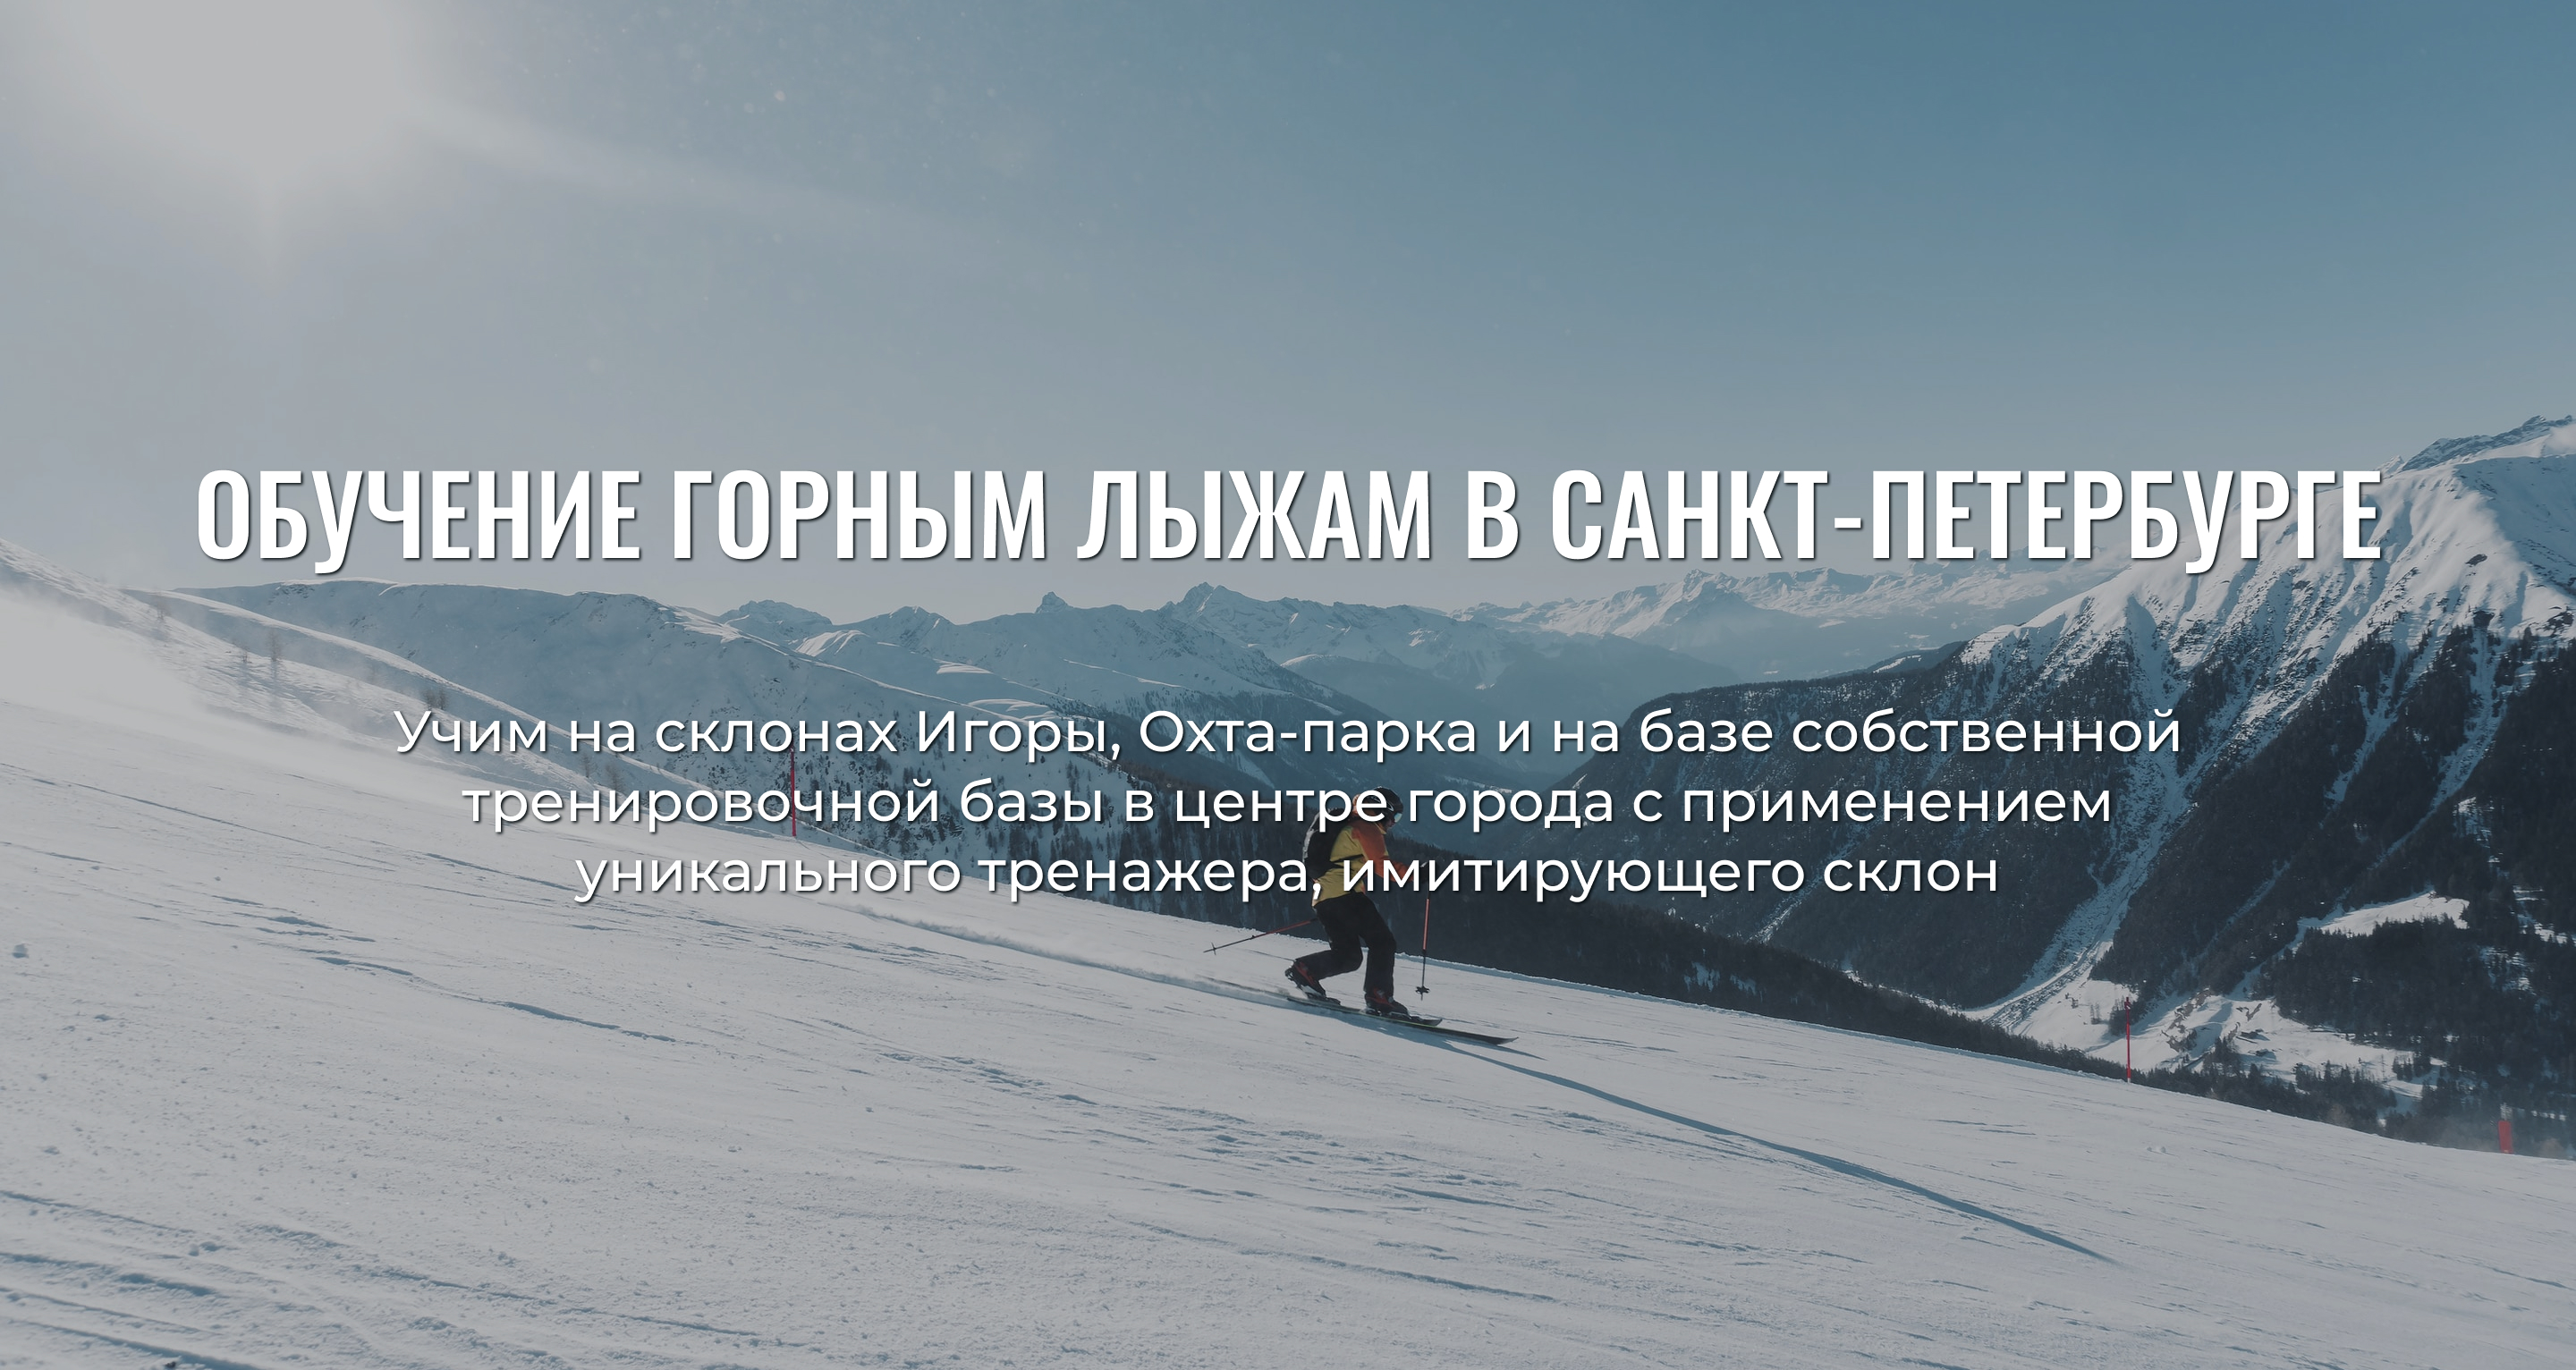 ОБУЧЕНИЕ ГОРНЫМ ЛЫЖАМ В САНКТ-ПЕТЕРБУРГЕ
Учим на склонах Игоры, Охта-парка и на базе собственной
тренировочной базы в центре города с применением
уникального тренажера, имитирующего склон